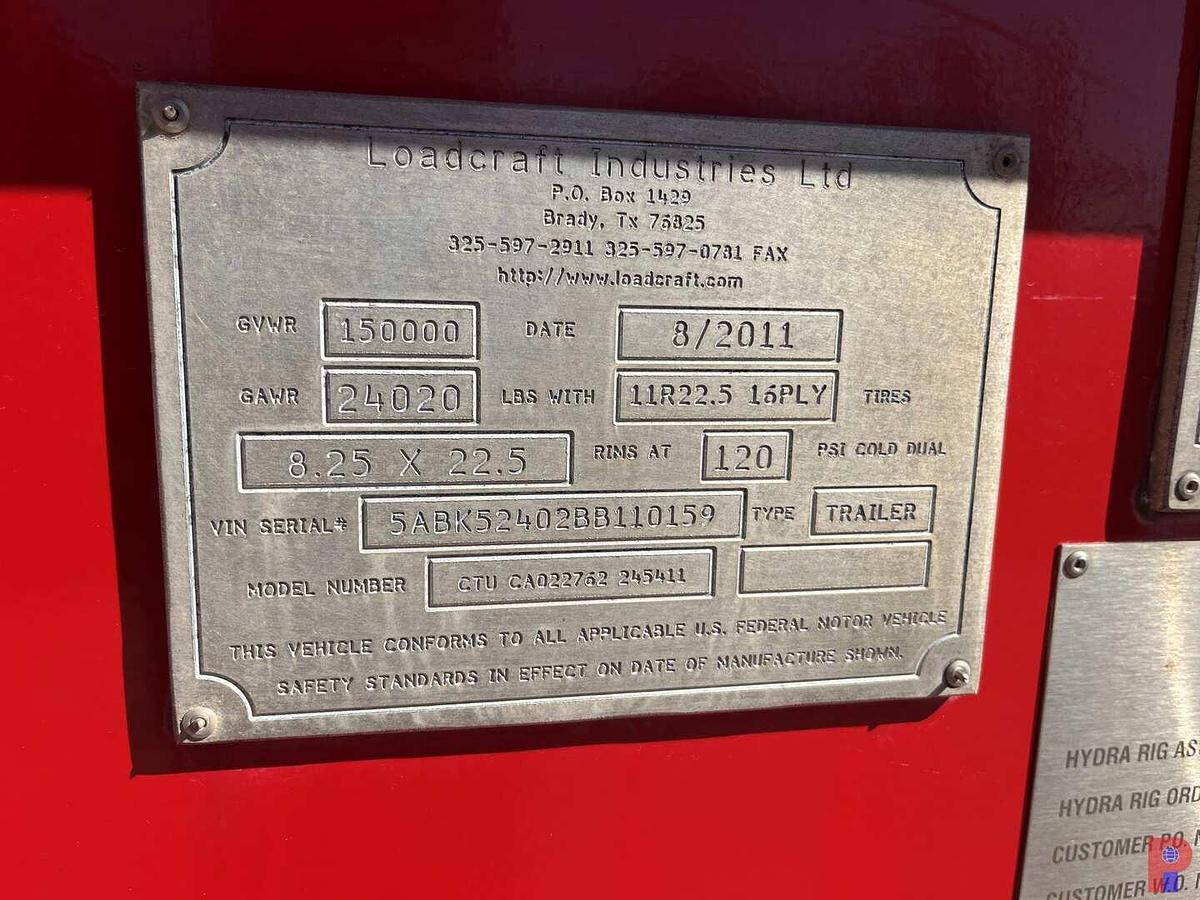 Loadcraft Industries Ltd
P.O. Box 1429
Brady, Tx 76825
325-597-2911 325-597-0781 FAX
http://www.loadcraft.com
GVWR 150000 DATE 8/2011
GAWR 24020 LBS WITH 11R22.5 16PLY TIRES
8.25 X 22.5 RIMS AT 120 PSI COLD DUAL
VIN SERIAL# 5ABK52402BB110159 TYPE TRAILER
MODEL NUMBER CTU CA022762 245411
THIS VEHICLE CONFORMS TO ALL APPLICABLE U.S. FEDERAL MOTOR VEHICLE
SAFETY STANDARDS IN EFFECT ON DATE OF MANUFACTURE SHOWN.
HYDRA RIG AS
HYDRA RIG ORD
CUSTOMER P.O. N
CUSTOMER W.O. N